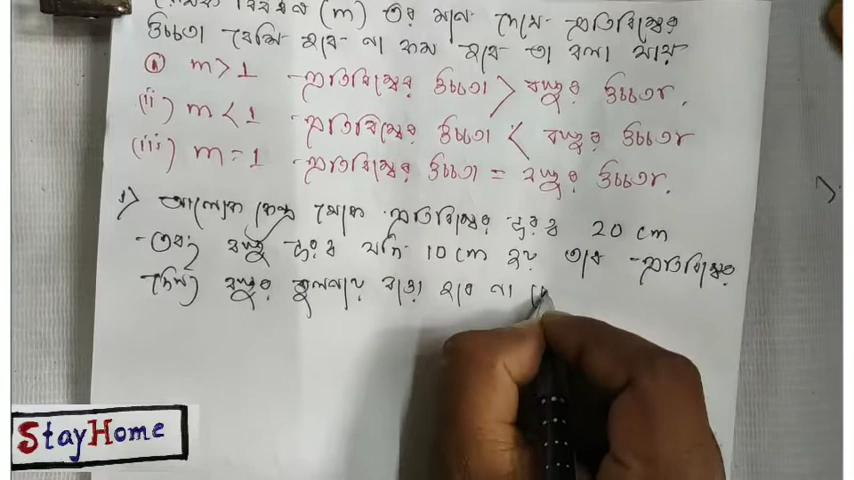 রৈখিক বিবর্ধন (m) এর মান দেখে প্রতিবিম্বের
উচ্চতা বেশি হবে না কম হবে তা বলা যায়
(i) m > 1 প্রতিবিম্বের উচ্চতা > বস্তুর উচ্চতা.
(ii) m < 1 প্রতিবিম্বের উচ্চতা < বস্তুর উচ্চতা
(iii) m = 1 প্রতিবিম্বের উচ্চতা = বস্তুর উচ্চতা.
1) আলোক কেন্দ্র থেকে প্রতিবিম্বের দূরত্ব 20 cm
এবং বস্তু দূরত্ব যদি 10 cm হয় তবে প্রতিবিম্বের
দৈর্ঘ্য বস্তুর তুলনায় বড়ো হবে না
StayHome